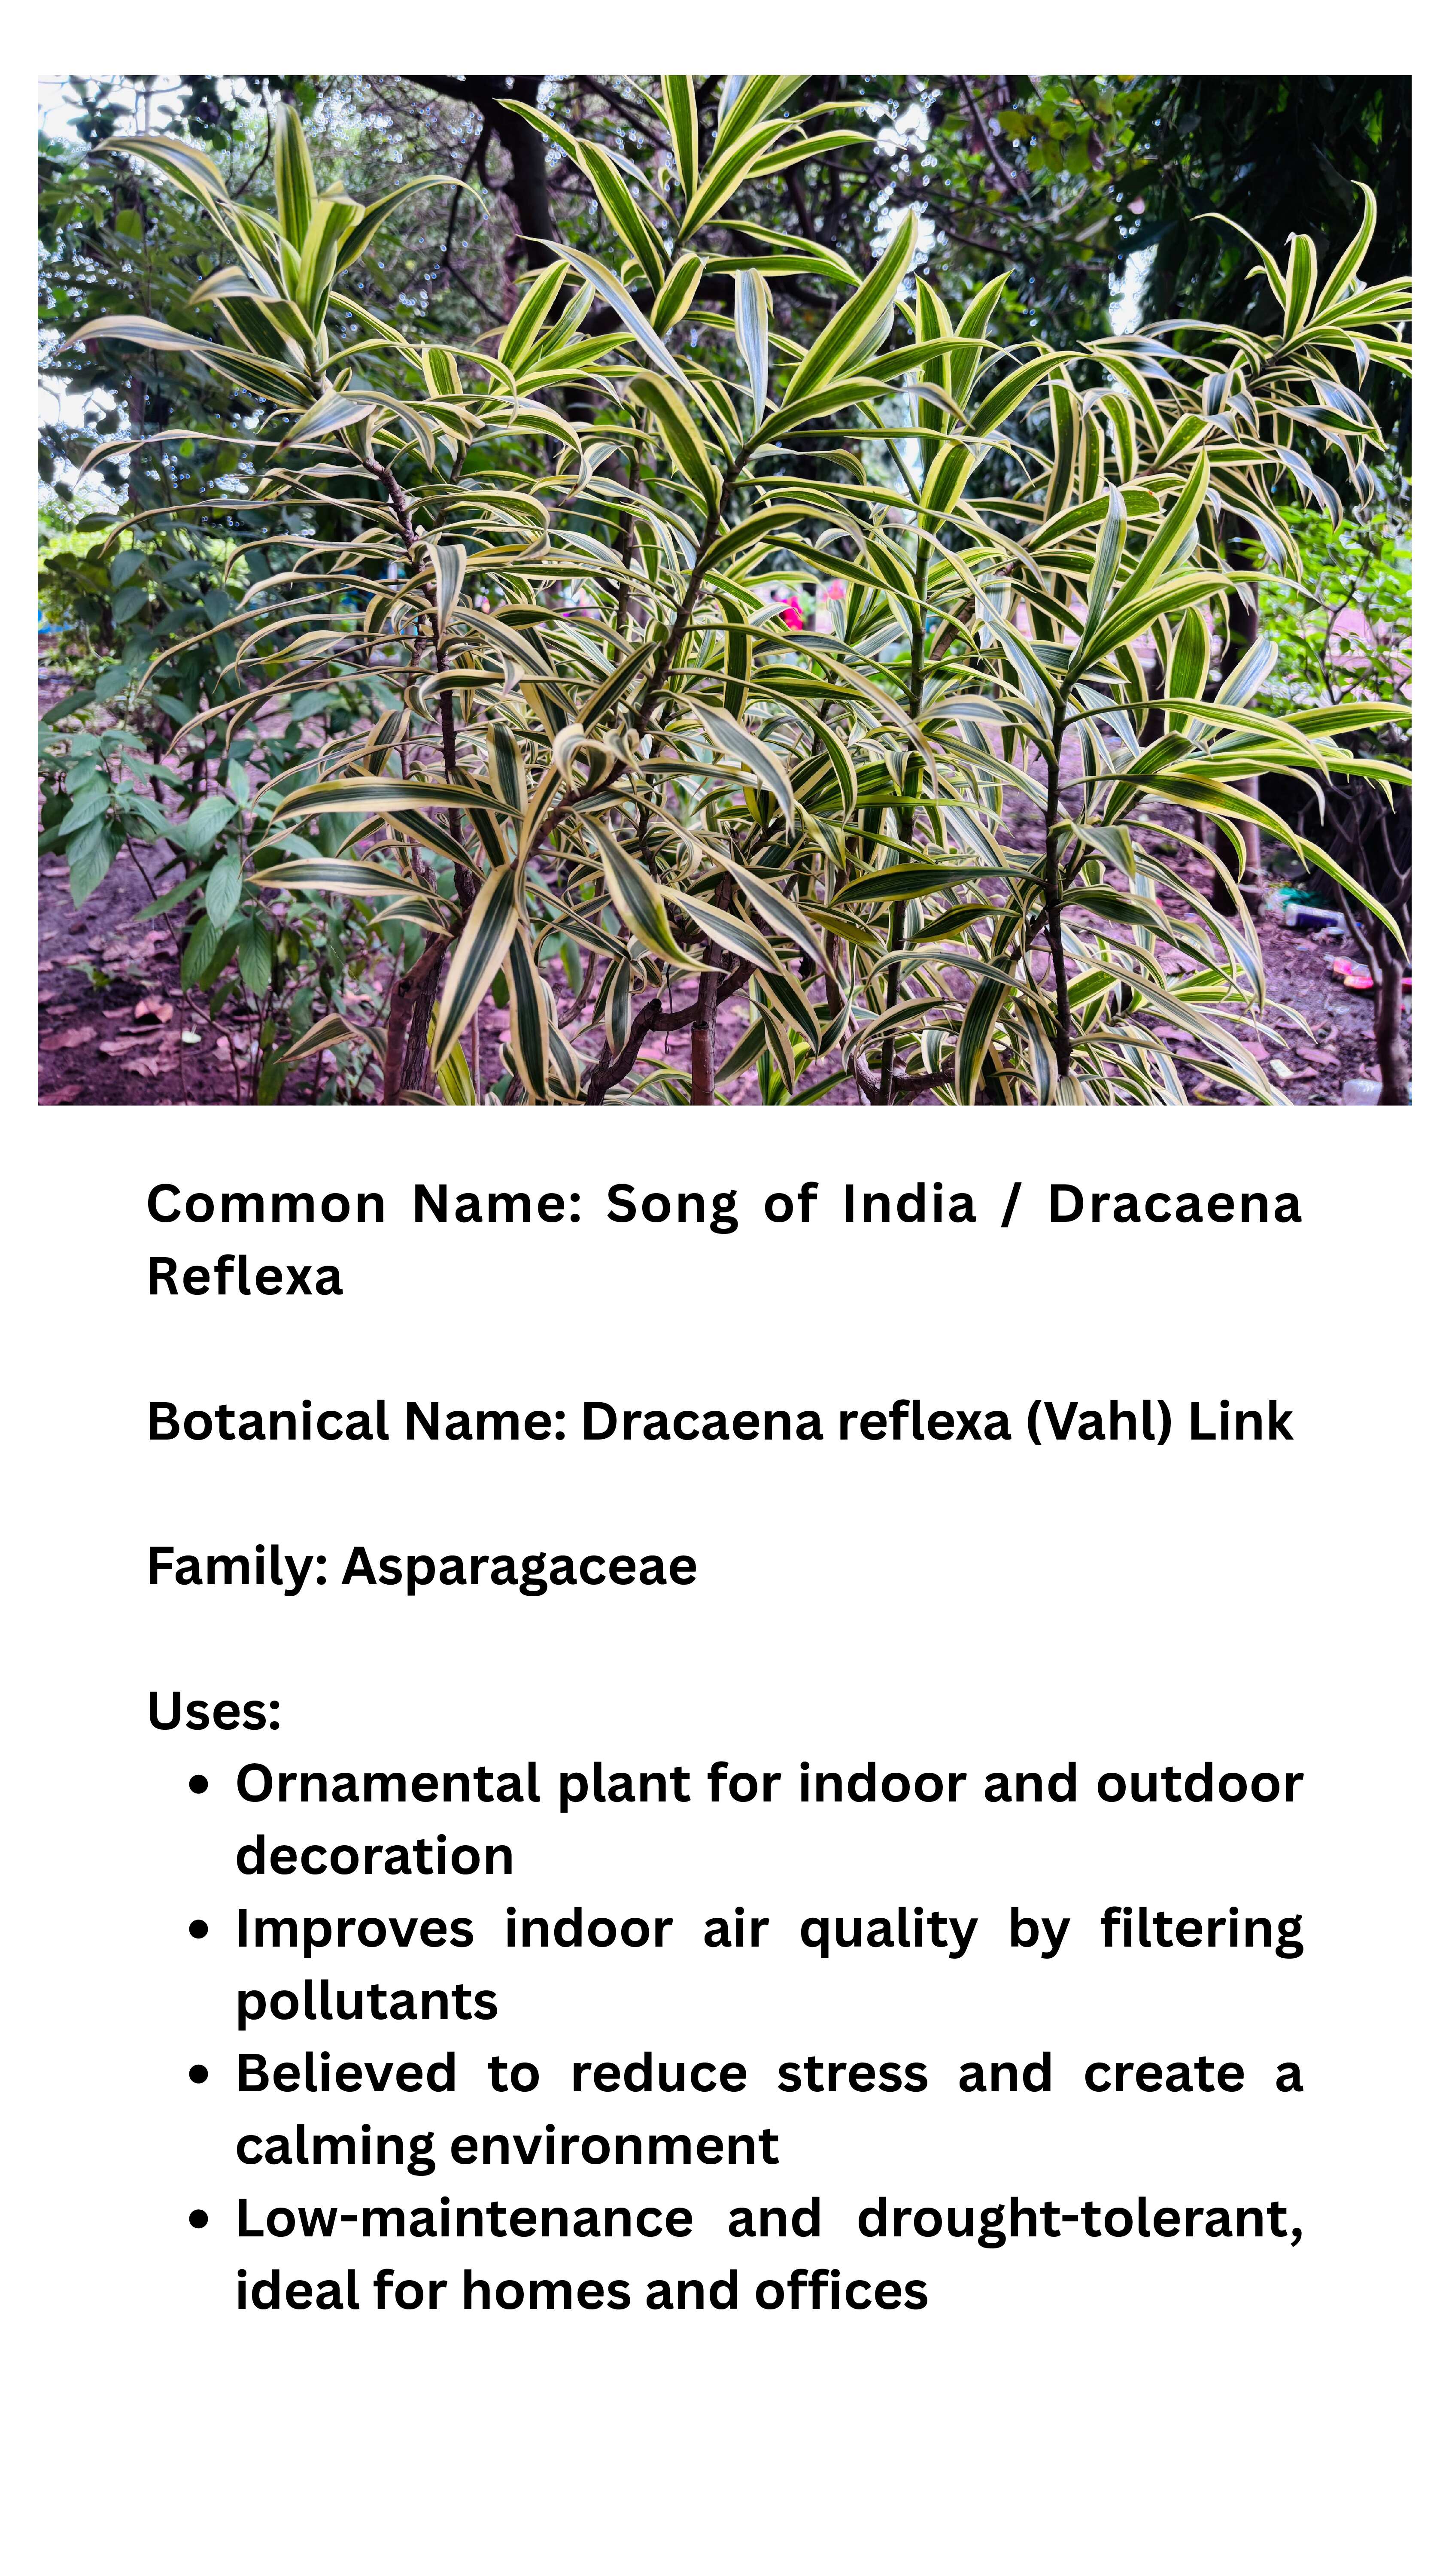 Common Name: Song of India / Dracaena
Reflexa
Botanical Name: Dracaena reflexa (Vahl) Link
Family: Asparagaceae
Uses:
• Ornamental plant for indoor and outdoor
decoration
• Improves indoor air quality by filtering
pollutants
• Believed to reduce stress and create a
calming environment
• Low-maintenance and drought-tolerant,
ideal for homes and offices